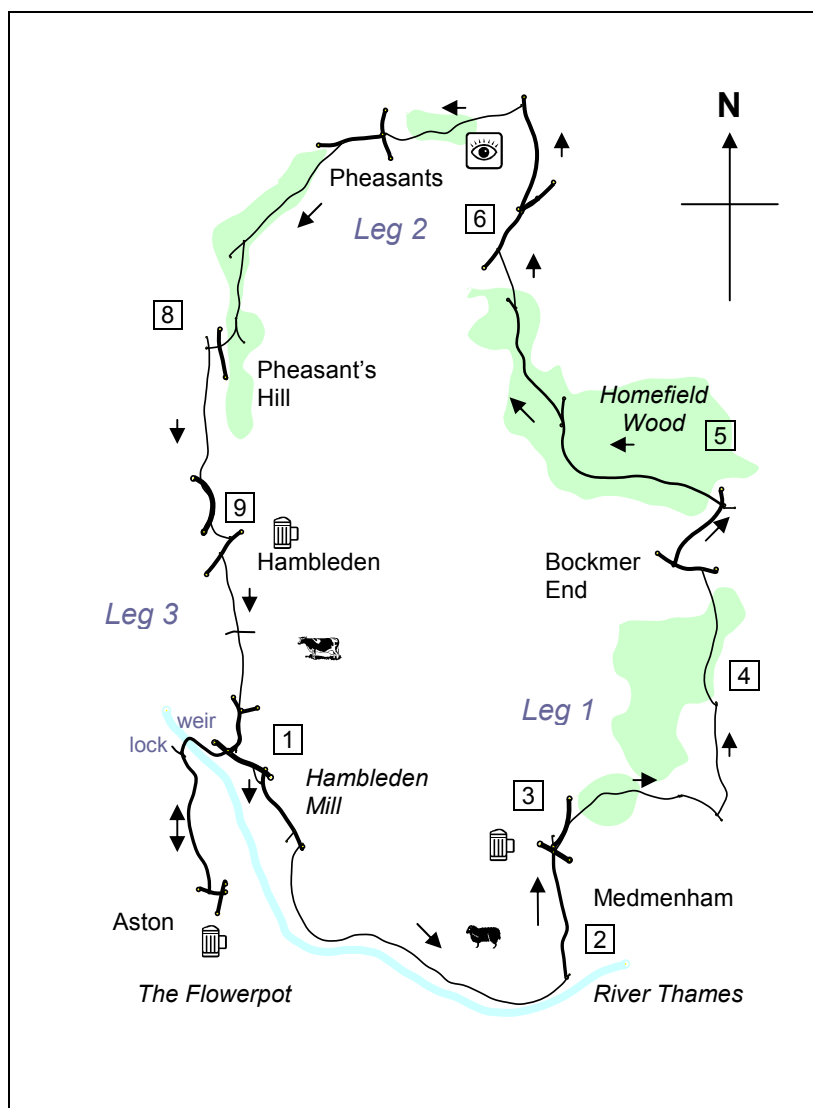 N
Pheasants
6
Leg 2
8
Pheasant's
Hill
Homefield
Wood
5
9
Hambleden
Bockmer
End
Leg 3
4
Leg 1
weir
1
lock
Hambleden
Mill
3
Medmenham
Aston
2
The Flowerpot
River Thames